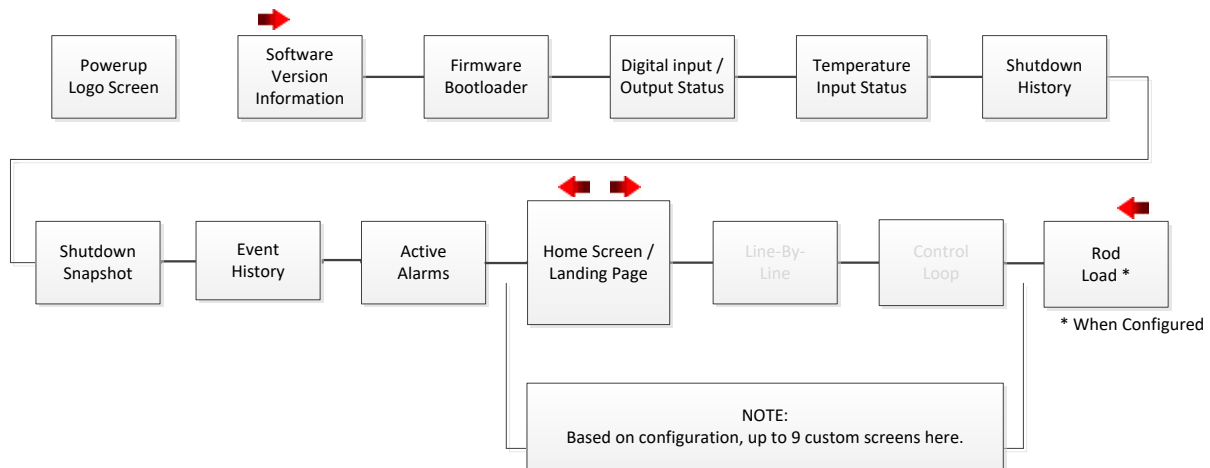 Powerup
Logo Screen
Software
Version
Information
Firmware
Bootloader
Digital input /
Output Status
Temperature
Input Status
Shutdown
History
Shutdown
Snapshot
Event
History
Active
Alarms
Home Screen /
Landing Page
Line-By-
Line
Control
Loop
Rod
Load *
* When Configured
NOTE:
Based on configuration, up to 9 custom screens here.